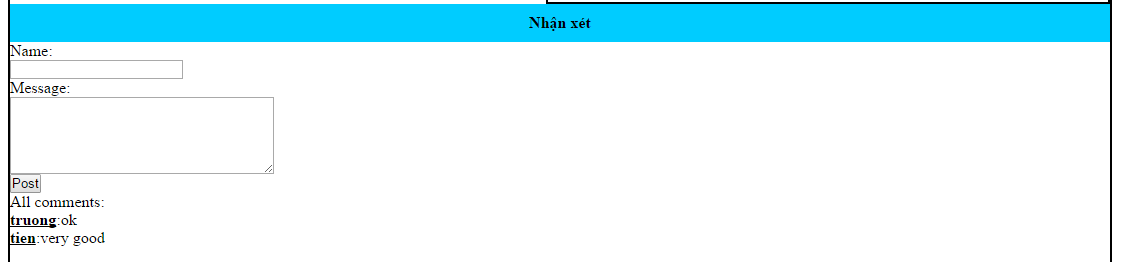 Nhận xét
Name:
Message:
Post
All comments:
truong:ok
tien:very good